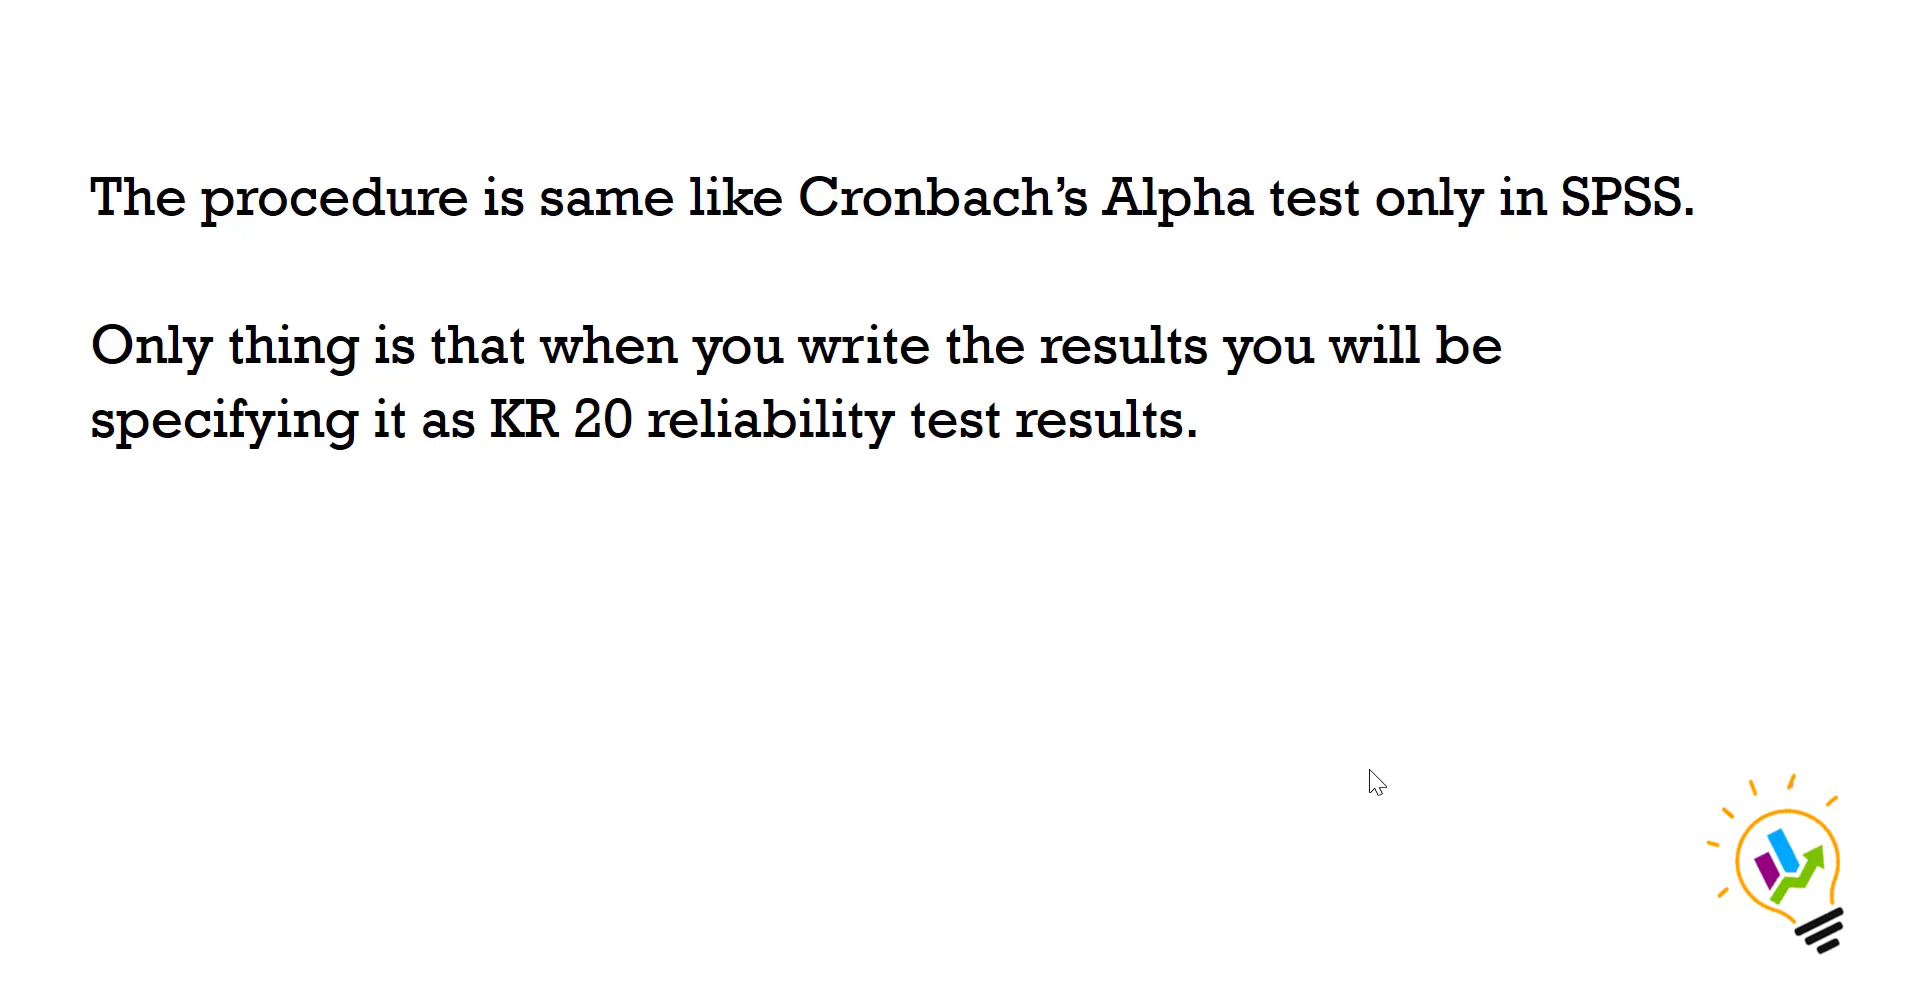 The procedure is same like Cronbach’s Alpha test only in SPSS.
Only thing is that when you write the results you will be
specifying it as KR 20 reliability test results.